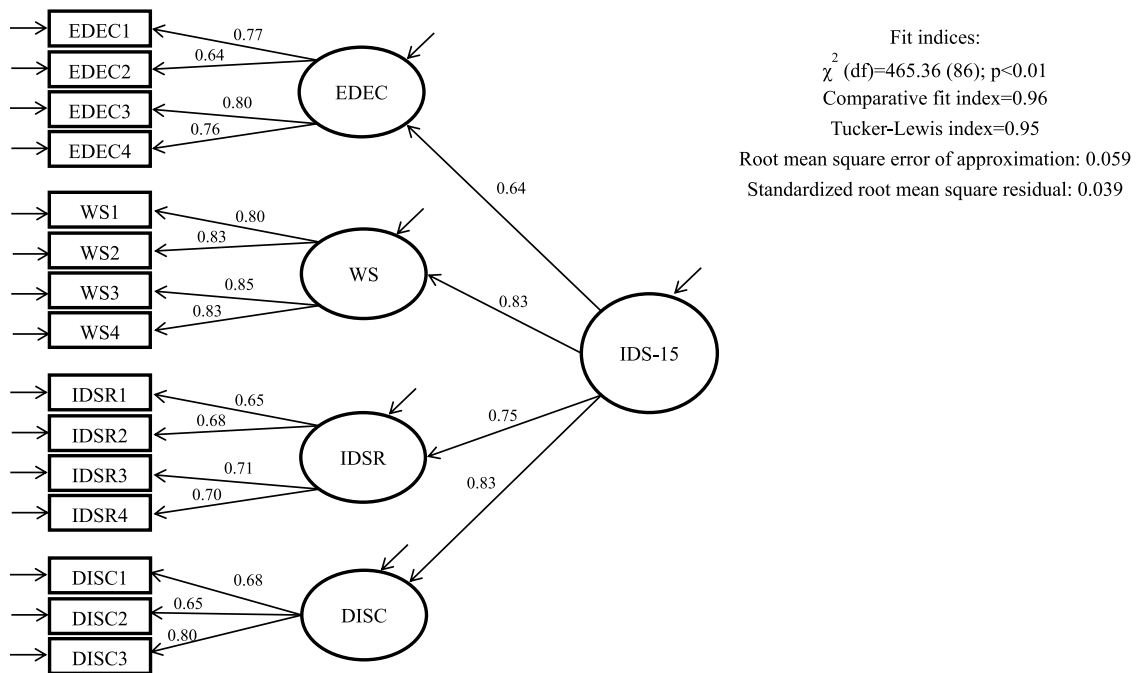 EDEC1
EDEC2
EDEC3
EDEC4
0.77
0.64
0.80
0.76
EDEC
WS1
WS2
WS3
WS4
0.80
0.83
0.85
0.83
WS
IDSR1
IDSR2
IDSR3
IDSR4
0.65
0.68
0.71
0.70
IDSR
DISC1
DISC2
DISC3
0.68
0.65
0.80
DISC
0.64
0.83
0.75
0.83
IDS-15
Fit indices:
χ² (df)=465.36 (86); p<0.01
Comparative fit index=0.96
Tucker-Lewis index=0.95
Root mean square error of approximation: 0.059
Standardized root mean square residual: 0.039